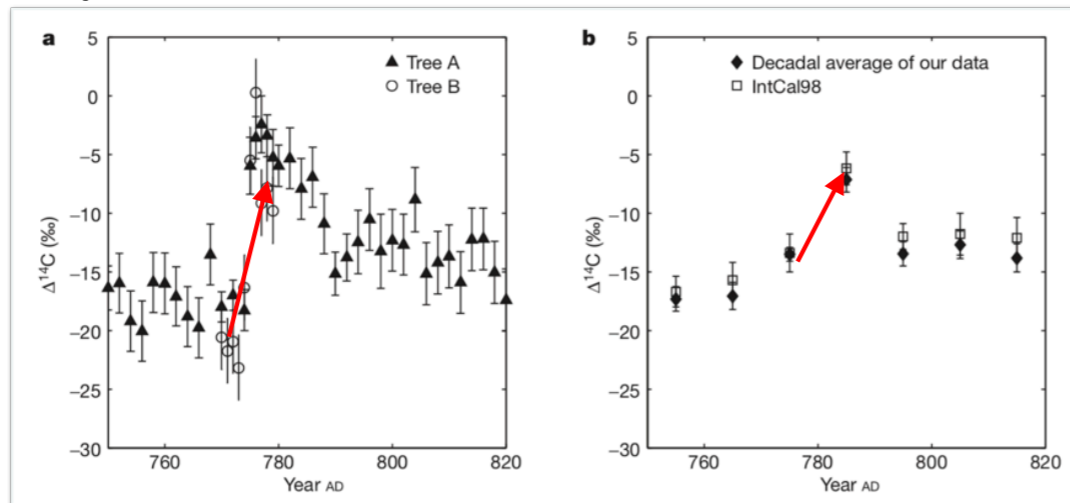 a
5
0
−5
−10
−15
−20
−25
−30
Δ¹⁴C (‰)
▲ Tree A
○ Tree B
760
780
800
820
Year AD
b
5
0
−5
−10
−15
−20
−25
−30
Δ¹⁴C (‰)
◆ Decadal average of our data
□ IntCal98
760
780
800
820
Year AD